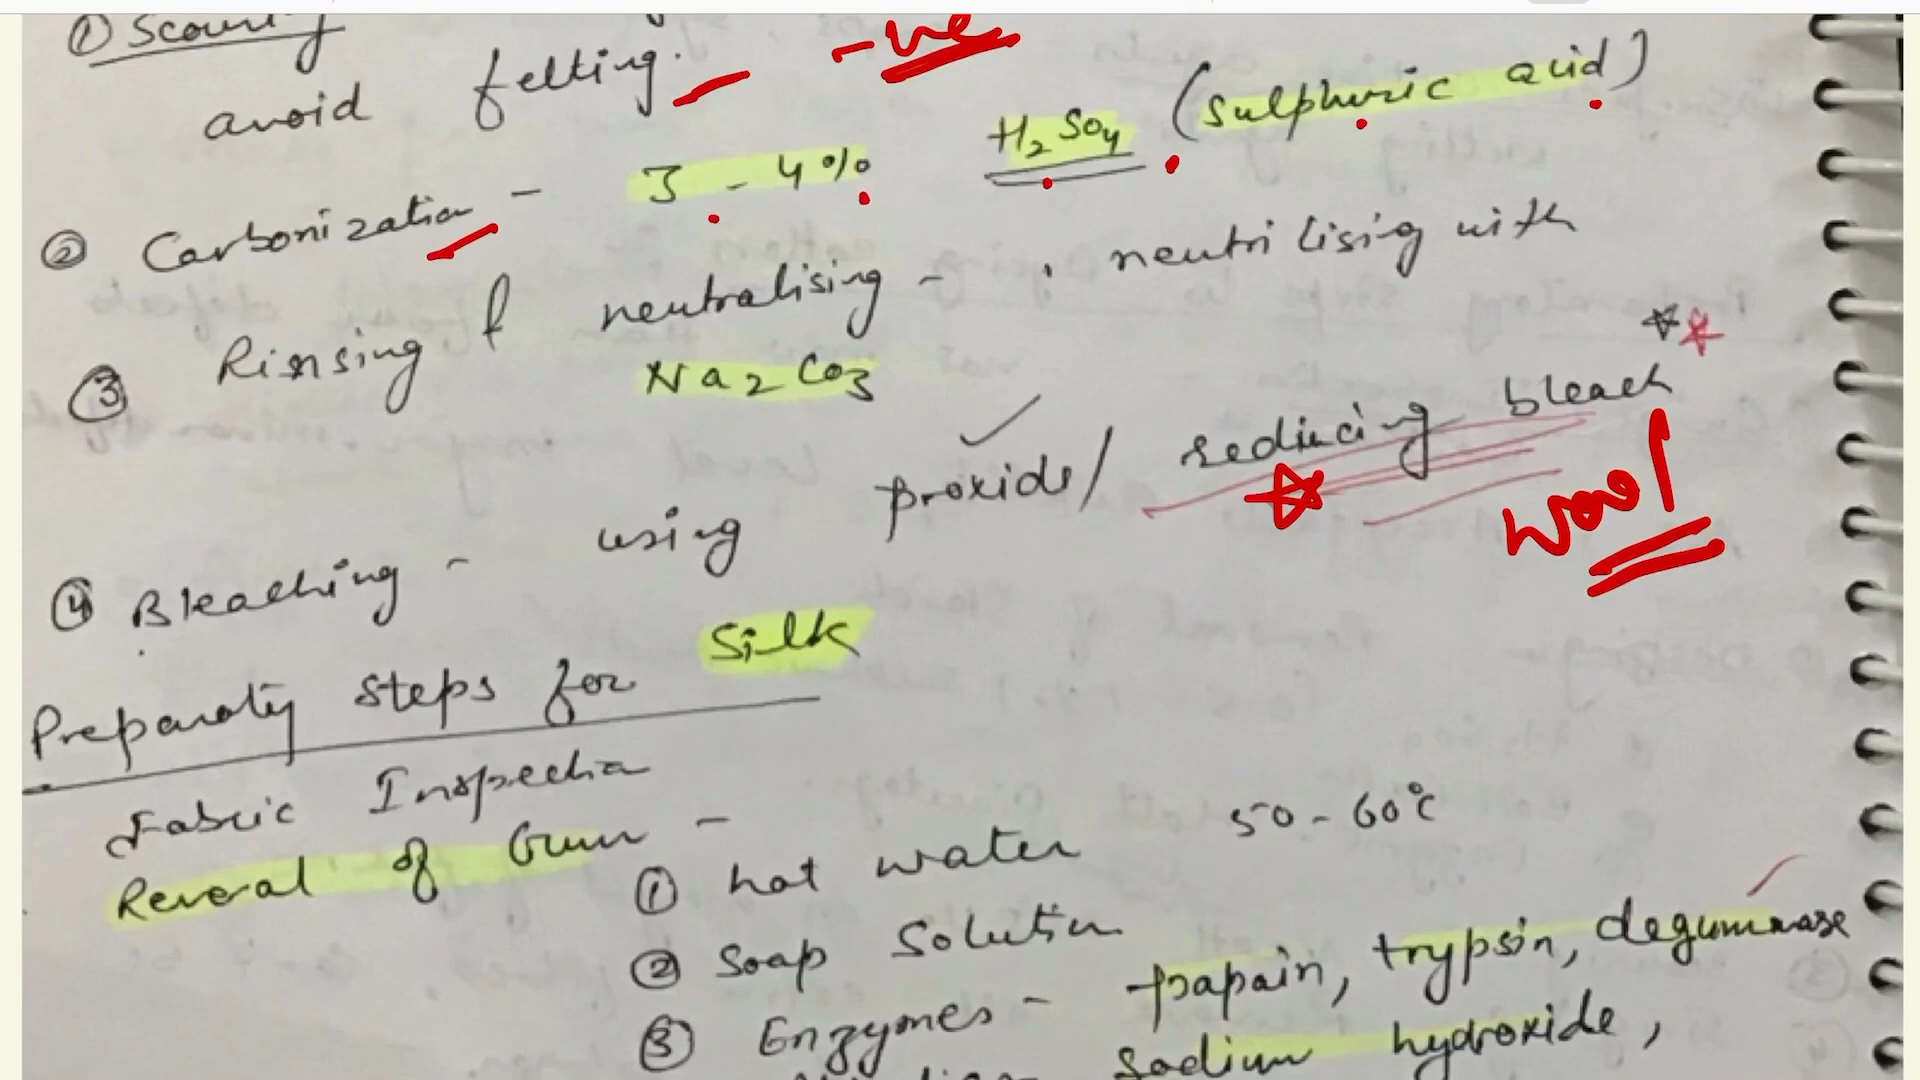 ① Scouring
avoid felting. -ve
② Carbonization - 3 - 4% H2SO4 (Sulphuric acid)
③ Rinsing & neutralising - neutrilising with
Na2CO3
④ Bleaching - using proxide/ reducing bleach
wool
Preparatory steps for Silk
Fabric Inspection
Reveral of Gum -
① hot water 50 - 60°C
② Soap Solution
③ Enzymes - papain, trypsin, degummase
Sodium hydroxide,